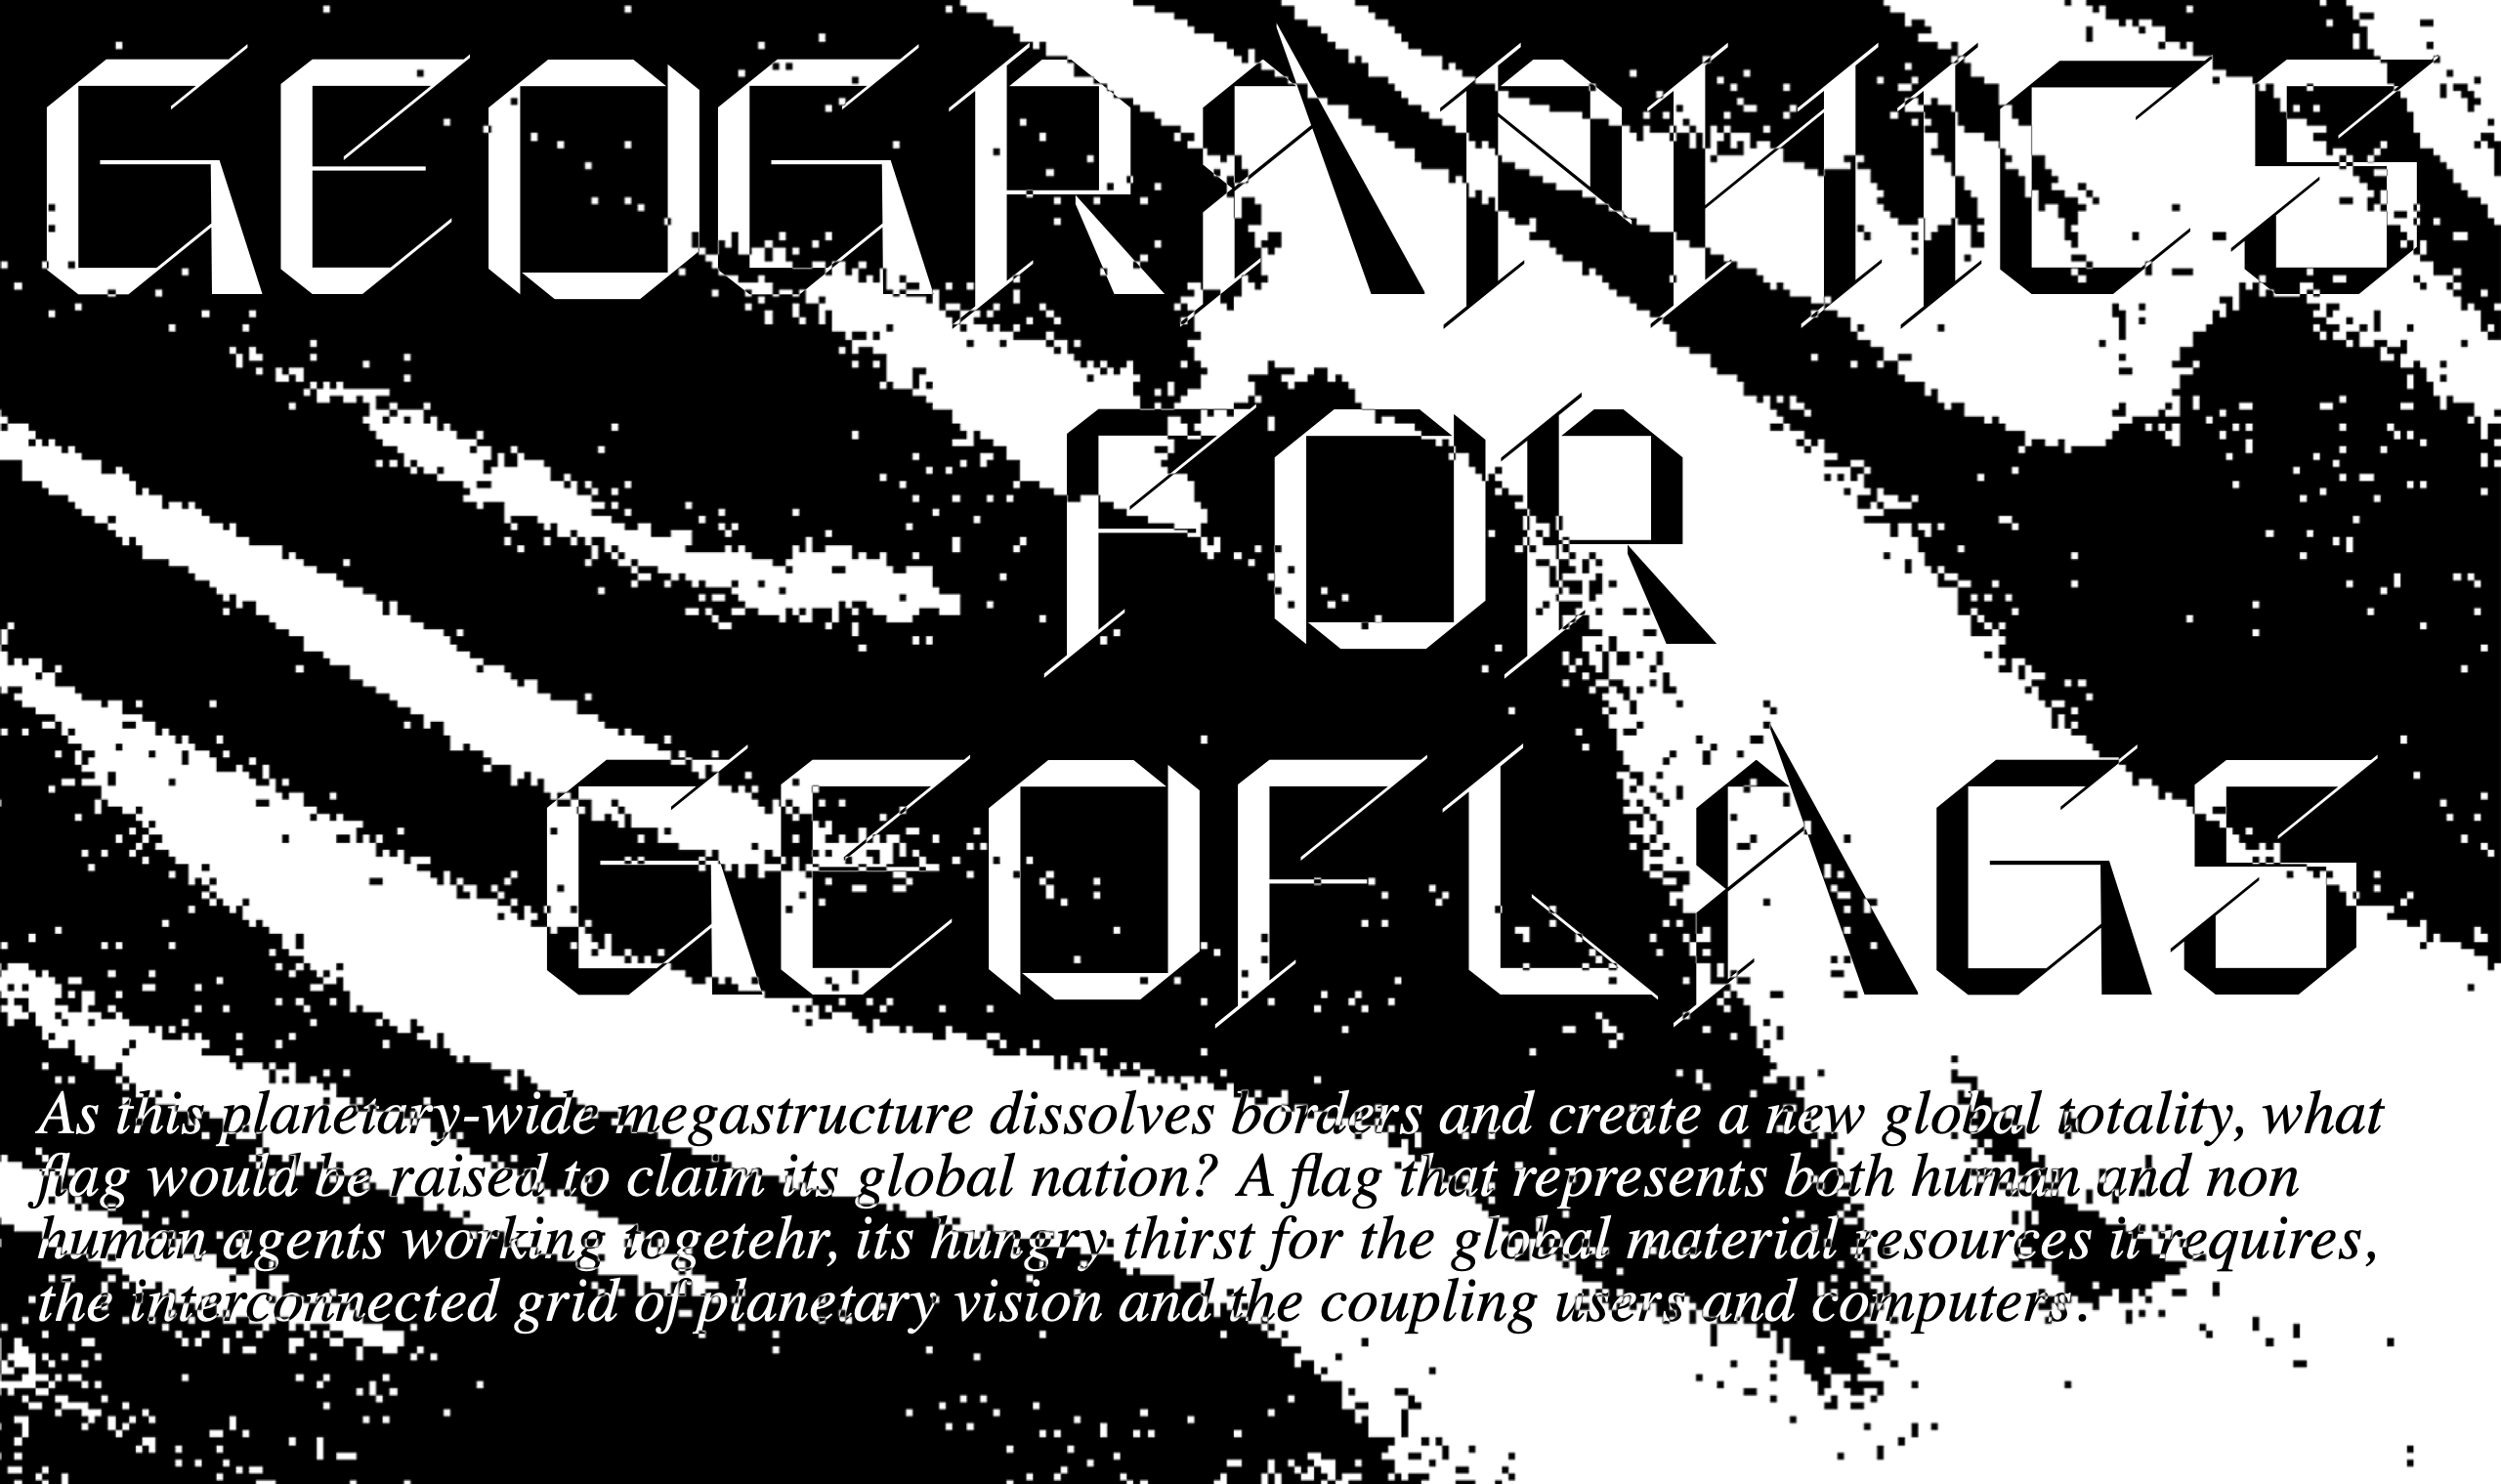 GEOGRAPHICS
FOR
GEOFLAGS
As this planetary-wide megastructure dissolves borders and create a new global totality, what
flag would be raised to claim its global nation? A flag that represents both human and non
human agents working togetehr, its hungry thirst for the global material resources it requires,
the interconnected grid of planetary vision and the coupling users and computers.